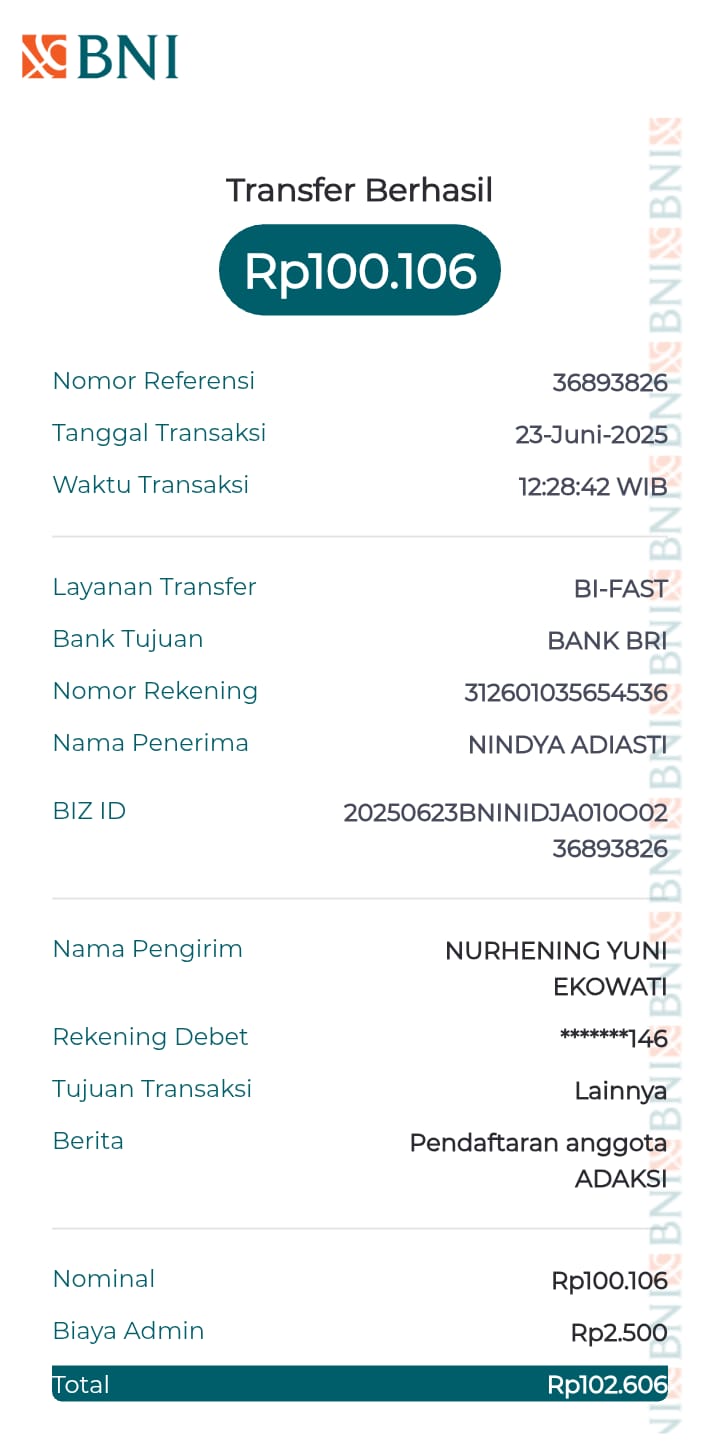 BNI
Transfer Berhasil
Rp100.106
Nomor Referensi 36893826
Tanggal Transaksi 23-Juni-2025
Waktu Transaksi 12:28:42 WIB
Layanan Transfer BI-FAST
Bank Tujuan BANK BRI
Nomor Rekening 312601035654536
Nama Penerima NINDYA ADIASTI
BIZ ID 20250623BNINIDJA010O02
36893826
Nama Pengirim NURHENING YUNI
EKOWATI
Rekening Debet *******146
Tujuan Transaksi Lainnya
Berita Pendaftaran anggota
ADAKSI
Nominal Rp100.106
Biaya Admin Rp2.500
Total Rp102.606
BNI BNI BNI BNI BNI BNI BNI BNI BNI BNI BNI BNI